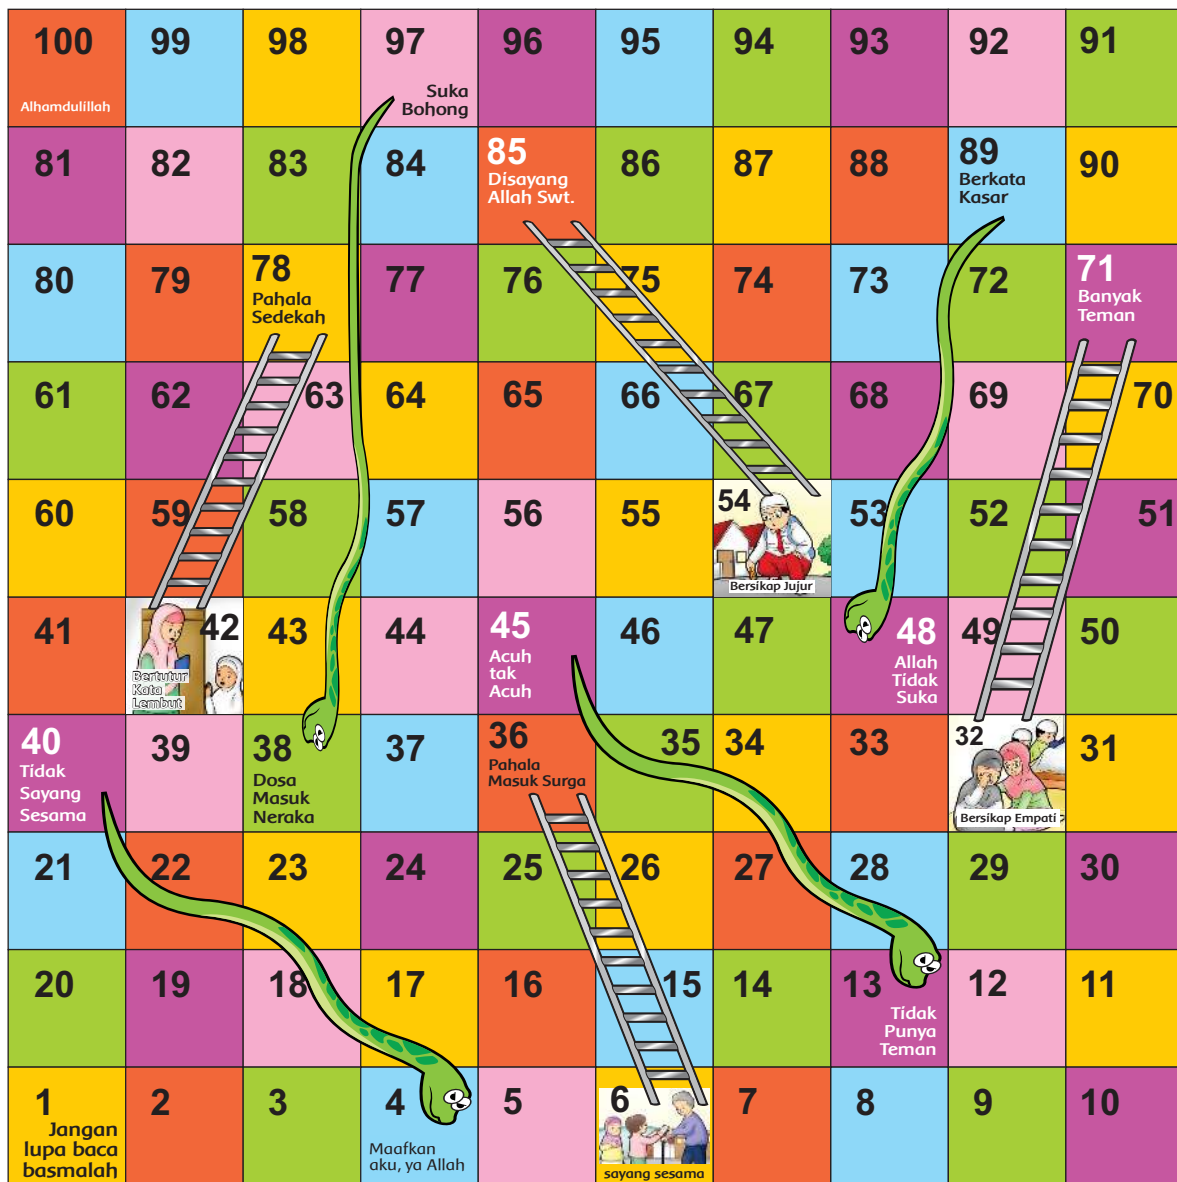 100 99 98 97 96 95 94 93 92 91
Alhamdulillah
Suka
Bohong
81 82 83 84 85 86 87 88 89 90
Disayang
Allah Swt.
Berkata
Kasar
80 79 78 77 76 75 74 73 72 71
Pahala
Sedekah
Banyak
Teman
61 62 63 64 65 66 67 68 69 70
60 59 58 57 56 55 54 53 52 51
Bersikap Jujur
41 42 43 44 45 46 47 48 49 50
Bertutur
Kata
Lembut
Acuh
tak
Acuh
Allah
Tidak
Suka
40 39 38 37 36 35 34 33 32 31
Tidak
Sayang
Sesama
Dosa
Masuk
Neraka
Pahala
Masuk Surga
Bersikap Empati
21 22 23 24 25 26 27 28 29 30
20 19 18 17 16 15 14 13 12 11
Tidak
Punya
Teman
1 2 3 4 5 6 7 8 9 10
Jangan
lupa baca
basmalah
Maafkan
aku, ya Allah
sayang sesama